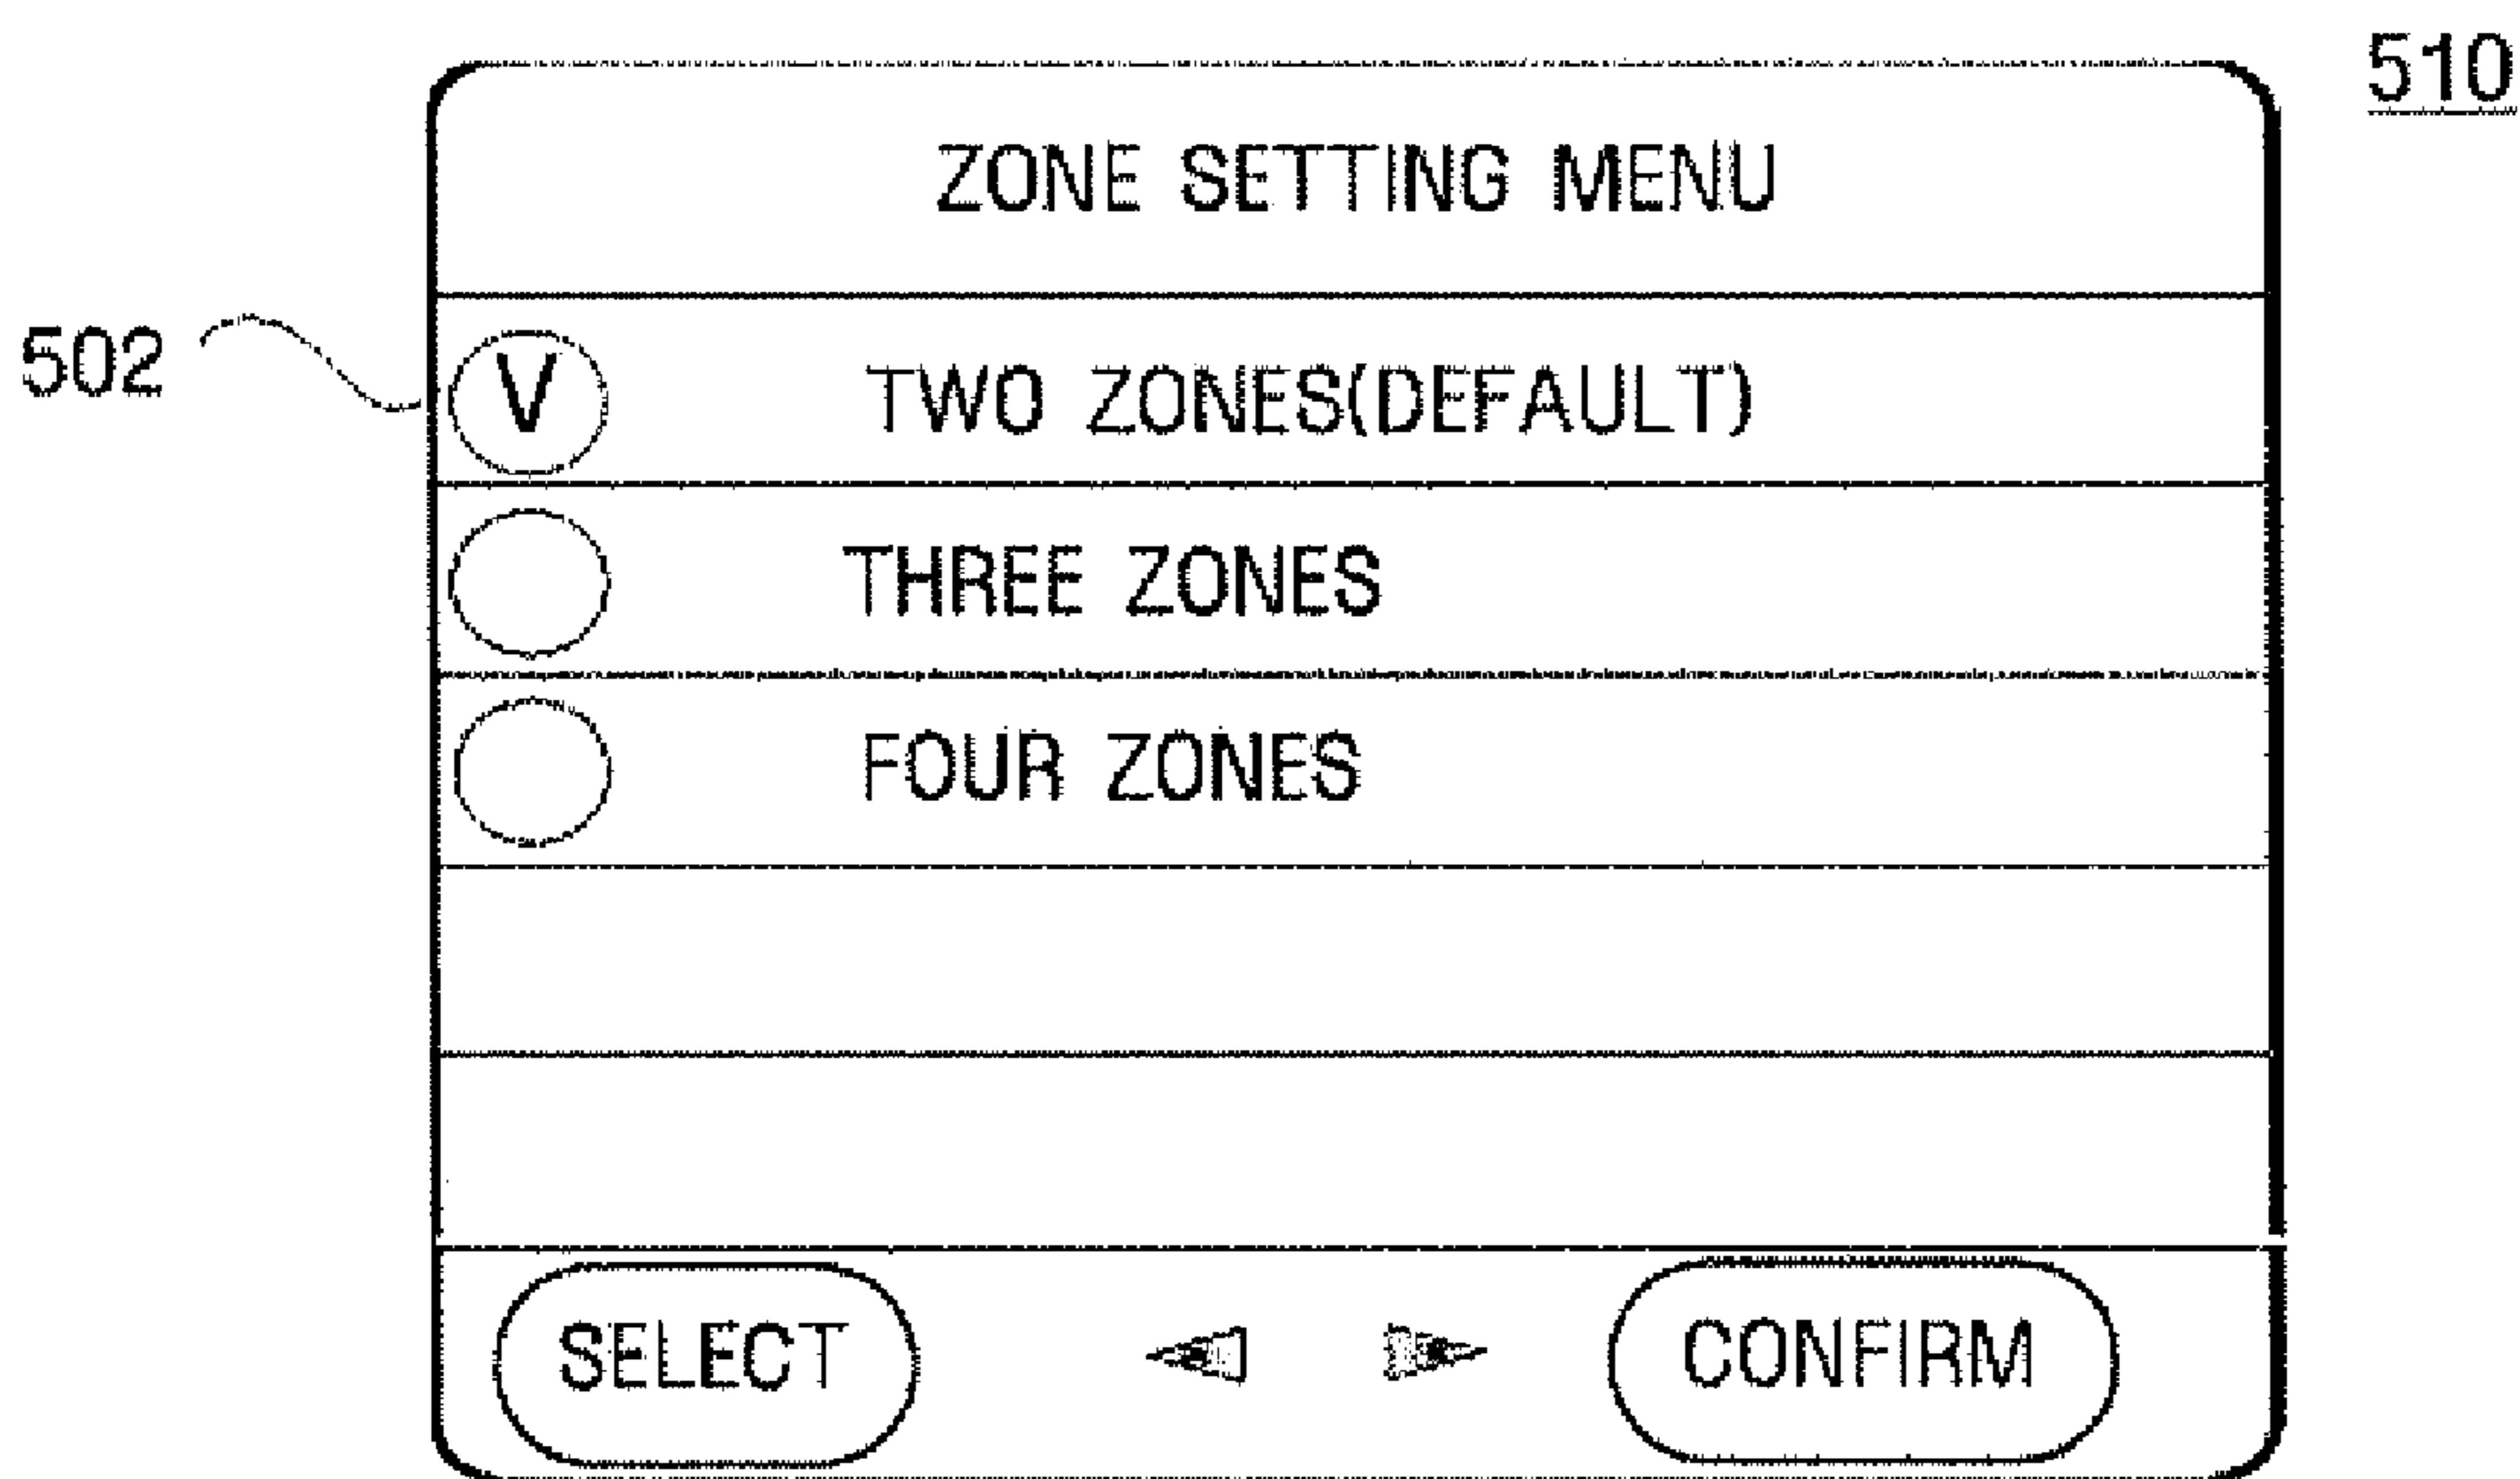 510
ZONE SETTING MENU
502
V
TWO ZONES(DEFAULT)
THREE ZONES
FOUR ZONES
SELECT
CONFIRM